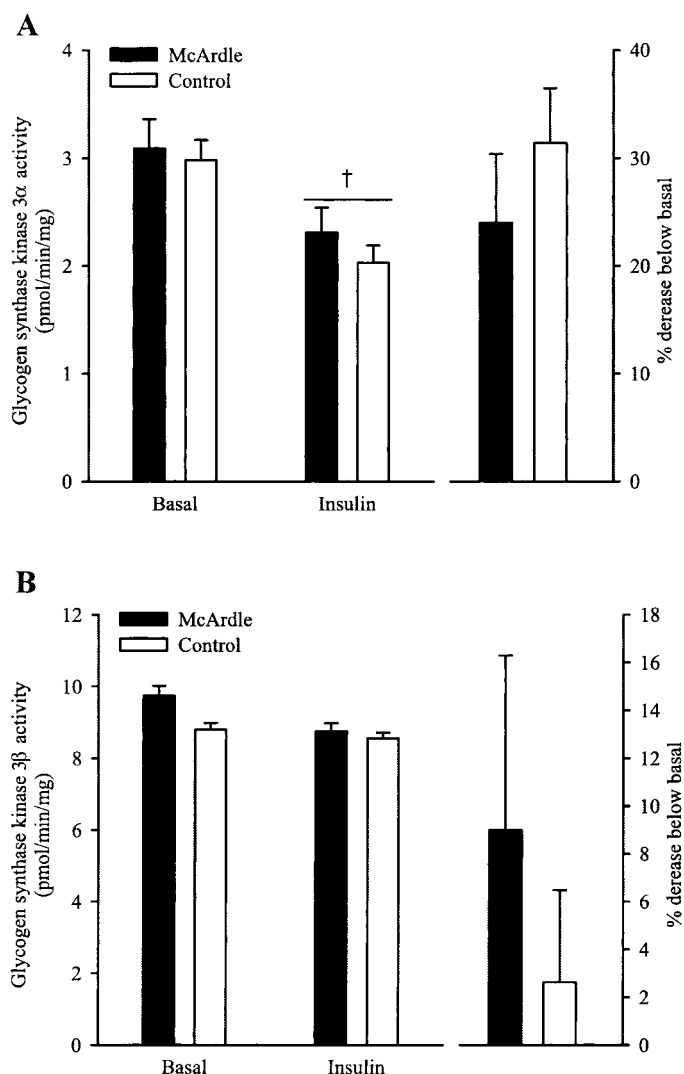 A
McArdle
Control
Glycogen synthase kinase 3α activity
(pmol/min/mg)
4
3
2
1
0
†
40
30
20
10
0
% derease below basal
Basal
Insulin
B
McArdle
Control
Glycogen synthase kinase 3β activity
(pmol/min/mg)
12
10
8
6
4
2
0
18
16
14
12
10
8
6
4
2
0
% derease below basal
Basal
Insulin